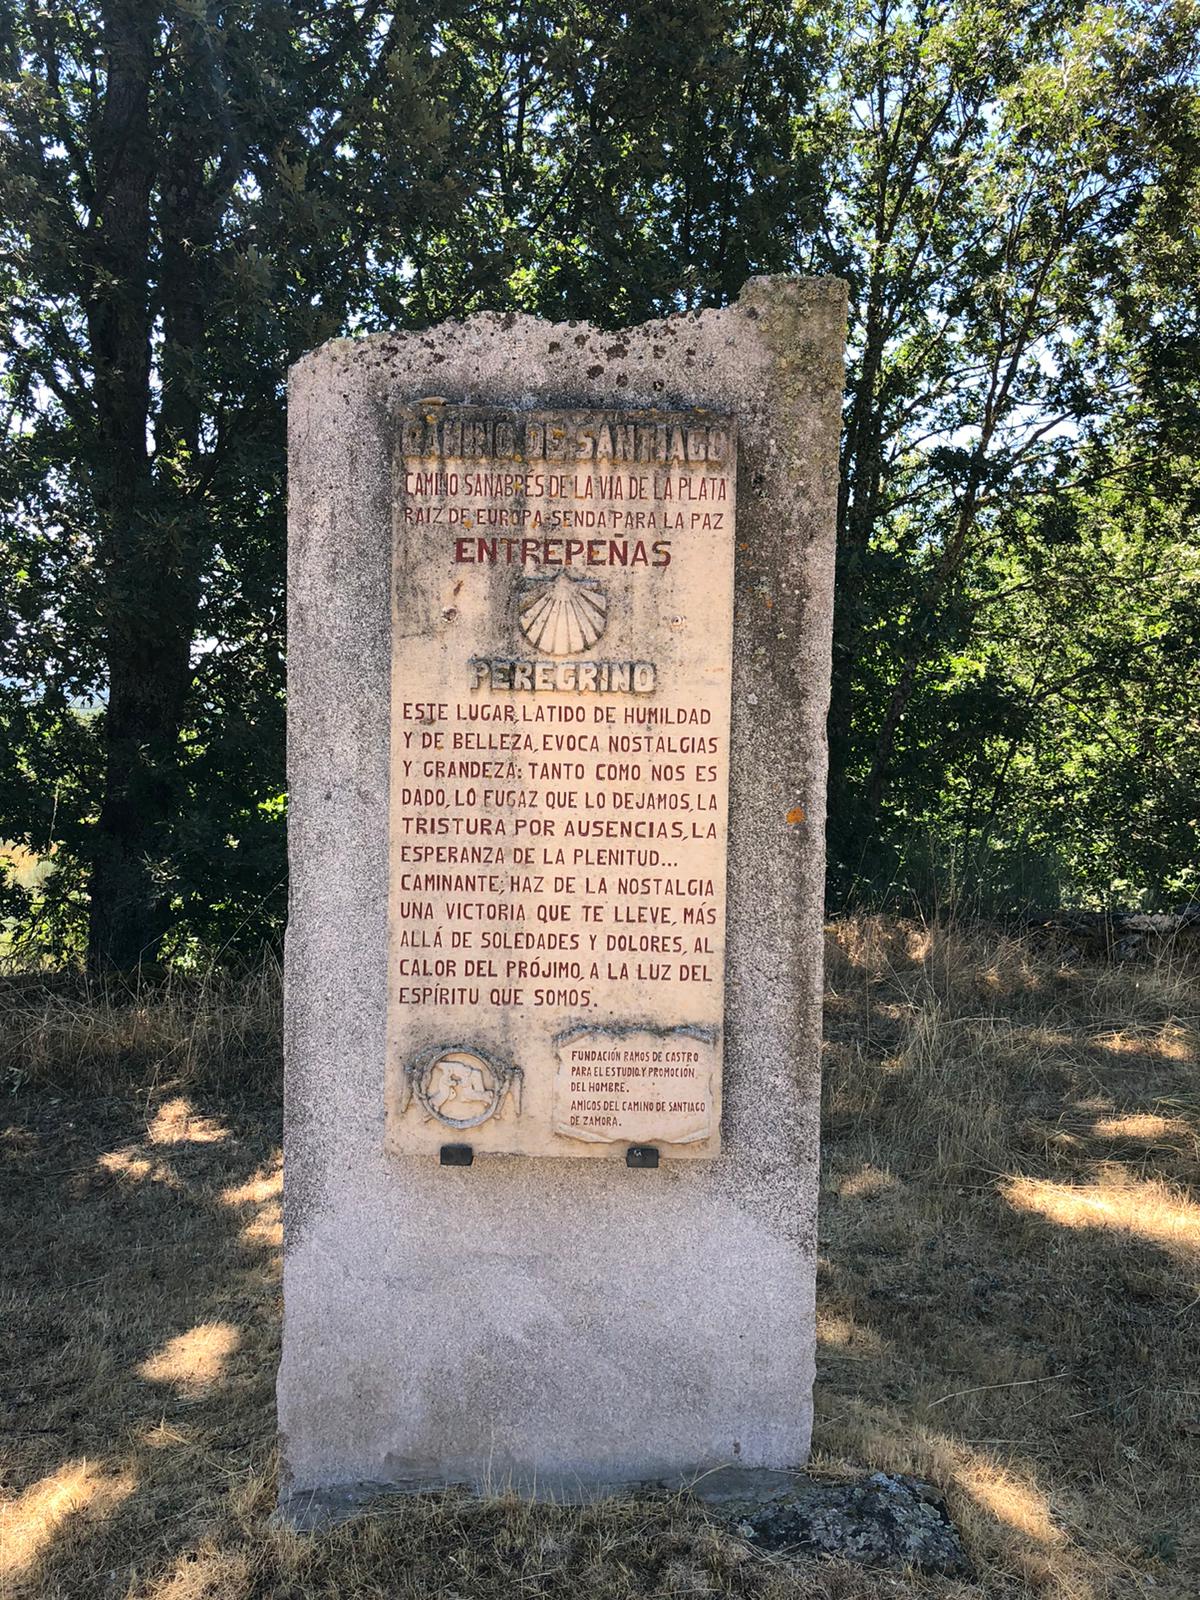 CAMINO DE SANTIAGO
CAMINO SANABRES DE LA VIA DE LA PLATA
RAIZ DE EUROPA-SENDA PARA LA PAZ
ENTREPEÑAS
PEREGRINO
ESTE LUGAR, LATIDO DE HUMILDAD
Y DE BELLEZA, EVOCA NOSTALGIAS
Y GRANDEZA: TANTO COMO NOS ES
DADO, LO FUGAZ QUE LO DEJAMOS, LA
TRISTURA POR AUSENCIAS, LA
ESPERANZA DE LA PLENITUD...
CAMINANTE; HAZ DE LA NOSTALGIA
UNA VICTORIA QUE TE LLEVE, MÁS
ALLÁ DE SOLEDADES Y DOLORES, AL
CALOR DEL PRÓJIMO, A LA LUZ DEL
ESPÍRITU QUE SOMOS.
FUNDACIÓN RAMOS DE CASTRO
PARA EL ESTUDIO Y PROMOCIÓN
DEL HOMBRE.
AMIGOS DEL CAMINO DE SANTIAGO
DE ZAMORA.